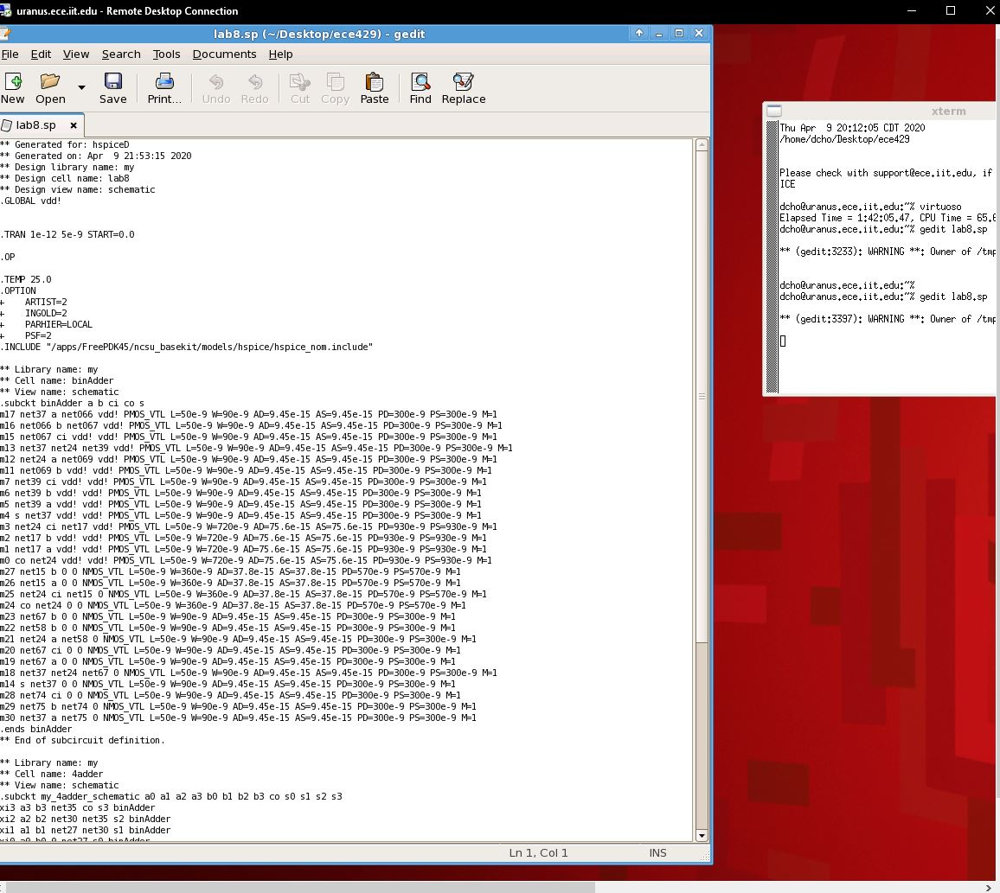 uranus.ece.iit.edu - Remote Desktop Connection
lab8.sp (~/Desktop/ece429) - gedit
File Edit View Search Tools Documents Help
New Open Save Print... Undo Redo Cut Copy Paste Find Replace
lab8.sp
** Generated for: hspiceD
** Generated on: Apr  9 21:53:15 2020
** Design library name: my
** Design cell name: lab8
** Design view name: schematic
.GLOBAL vdd!
.TRAN 1e-12 5e-9 START=0.0
.OP
.TEMP 25.0
.OPTION
+    ARTIST=2
+    INGOLD=2
+    PARHIER=LOCAL
+    PSF=2
.INCLUDE "/apps/FreePDK45/ncsu_basekit/models/hspice/hspice_nom.include"
** Library name: my
** Cell name: binAdder
** View name: schematic
.subckt binAdder a b ci co s
m17 net37 a net066 vdd! PMOS_VTL L=50e-9 W=90e-9 AD=9.45e-15 AS=9.45e-15 PD=300e-9 PS=300e-9 M=1
m16 net066 b net067 vdd! PMOS_VTL L=50e-9 W=90e-9 AD=9.45e-15 AS=9.45e-15 PD=300e-9 PS=300e-9 M=1
m15 net067 ci vdd! vdd! PMOS_VTL L=50e-9 W=90e-9 AD=9.45e-15 AS=9.45e-15 PD=300e-9 PS=300e-9 M=1
m13 net37 net24 net39 vdd! PMOS_VTL L=50e-9 W=90e-9 AD=9.45e-15 AS=9.45e-15 PD=300e-9 PS=300e-9 M=1
m12 net24 a net069 vdd! PMOS_VTL L=50e-9 W=90e-9 AD=9.45e-15 AS=9.45e-15 PD=300e-9 PS=300e-9 M=1
m11 net069 b vdd! vdd! PMOS_VTL L=50e-9 W=90e-9 AD=9.45e-15 AS=9.45e-15 PD=300e-9 PS=300e-9 M=1
m7 net39 ci vdd! vdd! PMOS_VTL L=50e-9 W=90e-9 AD=9.45e-15 AS=9.45e-15 PD=300e-9 PS=300e-9 M=1
m6 net39 b vdd! vdd! PMOS_VTL L=50e-9 W=90e-9 AD=9.45e-15 AS=9.45e-15 PD=300e-9 PS=300e-9 M=1
m5 net39 a vdd! vdd! PMOS_VTL L=50e-9 W=90e-9 AD=9.45e-15 AS=9.45e-15 PD=300e-9 PS=300e-9 M=1
m4 s net37 vdd! vdd! PMOS_VTL L=50e-9 W=90e-9 AD=9.45e-15 AS=9.45e-15 PD=300e-9 PS=300e-9 M=1
m3 net24 ci net17 vdd! PMOS_VTL L=50e-9 W=720e-9 AD=75.6e-15 AS=75.6e-15 PD=930e-9 PS=930e-9 M=1
m2 net17 b vdd! vdd! PMOS_VTL L=50e-9 W=720e-9 AD=75.6e-15 AS=75.6e-15 PD=930e-9 PS=930e-9 M=1
m1 net17 a vdd! vdd! PMOS_VTL L=50e-9 W=720e-9 AD=75.6e-15 AS=75.6e-15 PD=930e-9 PS=930e-9 M=1
m0 co net24 vdd! vdd! PMOS_VTL L=50e-9 W=720e-9 AD=75.6e-15 AS=75.6e-15 PD=930e-9 PS=930e-9 M=1
m27 net15 b 0 0 NMOS_VTL L=50e-9 W=360e-9 AD=37.8e-15 AS=37.8e-15 PD=570e-9 PS=570e-9 M=1
m26 net15 a 0 0 NMOS_VTL L=50e-9 W=360e-9 AD=37.8e-15 AS=37.8e-15 PD=570e-9 PS=570e-9 M=1
m25 net24 ci net15 0 NMOS_VTL L=50e-9 W=360e-9 AD=37.8e-15 AS=37.8e-15 PD=570e-9 PS=570e-9 M=1
m24 co net24 0 0 NMOS_VTL L=50e-9 W=360e-9 AD=37.8e-15 AS=37.8e-15 PD=570e-9 PS=570e-9 M=1
m23 net67 b 0 0 NMOS_VTL L=50e-9 W=90e-9 AD=9.45e-15 AS=9.45e-15 PD=300e-9 PS=300e-9 M=1
m22 net58 b 0 0 NMOS_VTL L=50e-9 W=90e-9 AD=9.45e-15 AS=9.45e-15 PD=300e-9 PS=300e-9 M=1
m21 net24 a net58 0 NMOS_VTL L=50e-9 W=90e-9 AD=9.45e-15 AS=9.45e-15 PD=300e-9 PS=300e-9 M=1
m20 net67 ci 0 0 NMOS_VTL L=50e-9 W=90e-9 AD=9.45e-15 AS=9.45e-15 PD=300e-9 PS=300e-9 M=1
m19 net67 a 0 0 NMOS_VTL L=50e-9 W=90e-9 AD=9.45e-15 AS=9.45e-15 PD=300e-9 PS=300e-9 M=1
m18 net37 net24 net67 0 NMOS_VTL L=50e-9 W=90e-9 AD=9.45e-15 AS=9.45e-15 PD=300e-9 PS=300e-9 M=1
m14 s net37 0 0 NMOS_VTL L=50e-9 W=90e-9 AD=9.45e-15 AS=9.45e-15 PD=300e-9 PS=300e-9 M=1
m28 net74 ci 0 0 NMOS_VTL L=50e-9 W=90e-9 AD=9.45e-15 AS=9.45e-15 PD=300e-9 PS=300e-9 M=1
m29 net75 b net74 0 NMOS_VTL L=50e-9 W=90e-9 AD=9.45e-15 AS=9.45e-15 PD=300e-9 PS=300e-9 M=1
m30 net37 a net75 0 NMOS_VTL L=50e-9 W=90e-9 AD=9.45e-15 AS=9.45e-15 PD=300e-9 PS=300e-9 M=1
.ends binAdder
** End of subcircuit definition.
** Library name: my
** Cell name: 4adder
** View name: schematic
.subckt my_4adder_schematic a0 a1 a2 a3 b0 b1 b2 b3 co s0 s1 s2 s3
xi3 a3 b3 net35 co s3 binAdder
xi2 a2 b2 net30 net35 s2 binAdder
xi1 a1 b1 net27 net30 s1 binAdder
xi0 a0 b0 0 net27 s0 binAdder
Ln 1, Col 1 INS
xterm
Thu Apr  9 20:12:05 CDT 2020
/home/dcho/Desktop/ece429
Please check with support@ece.iit.edu, if
ICE
dcho@uranus.ece.iit.edu:~% virtuoso
Elapsed Time = 1:42:05.47, CPU Time = 65.6
dcho@uranus.ece.iit.edu:~% gedit lab8.sp
** (gedit:3233): WARNING **: Owner of /tmp
dcho@uranus.ece.iit.edu:~%
dcho@uranus.ece.iit.edu:~% gedit lab8.sp
** (gedit:3397): WARNING **: Owner of /tmp